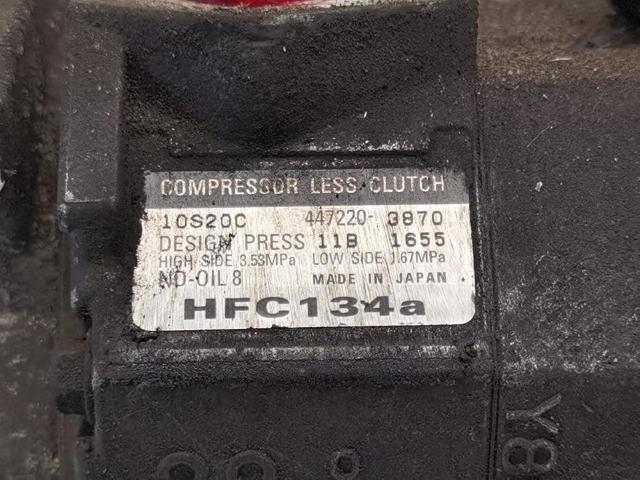 COMPRESSOR LESS CLUTCH
10S20C 447220- 3870
DESIGN PRESS 11B 1655
HIGH SIDE 3.53MPa LOW SIDE 1.67MPa
ND-OIL 8 MADE IN JAPAN
HFC134a
Y8